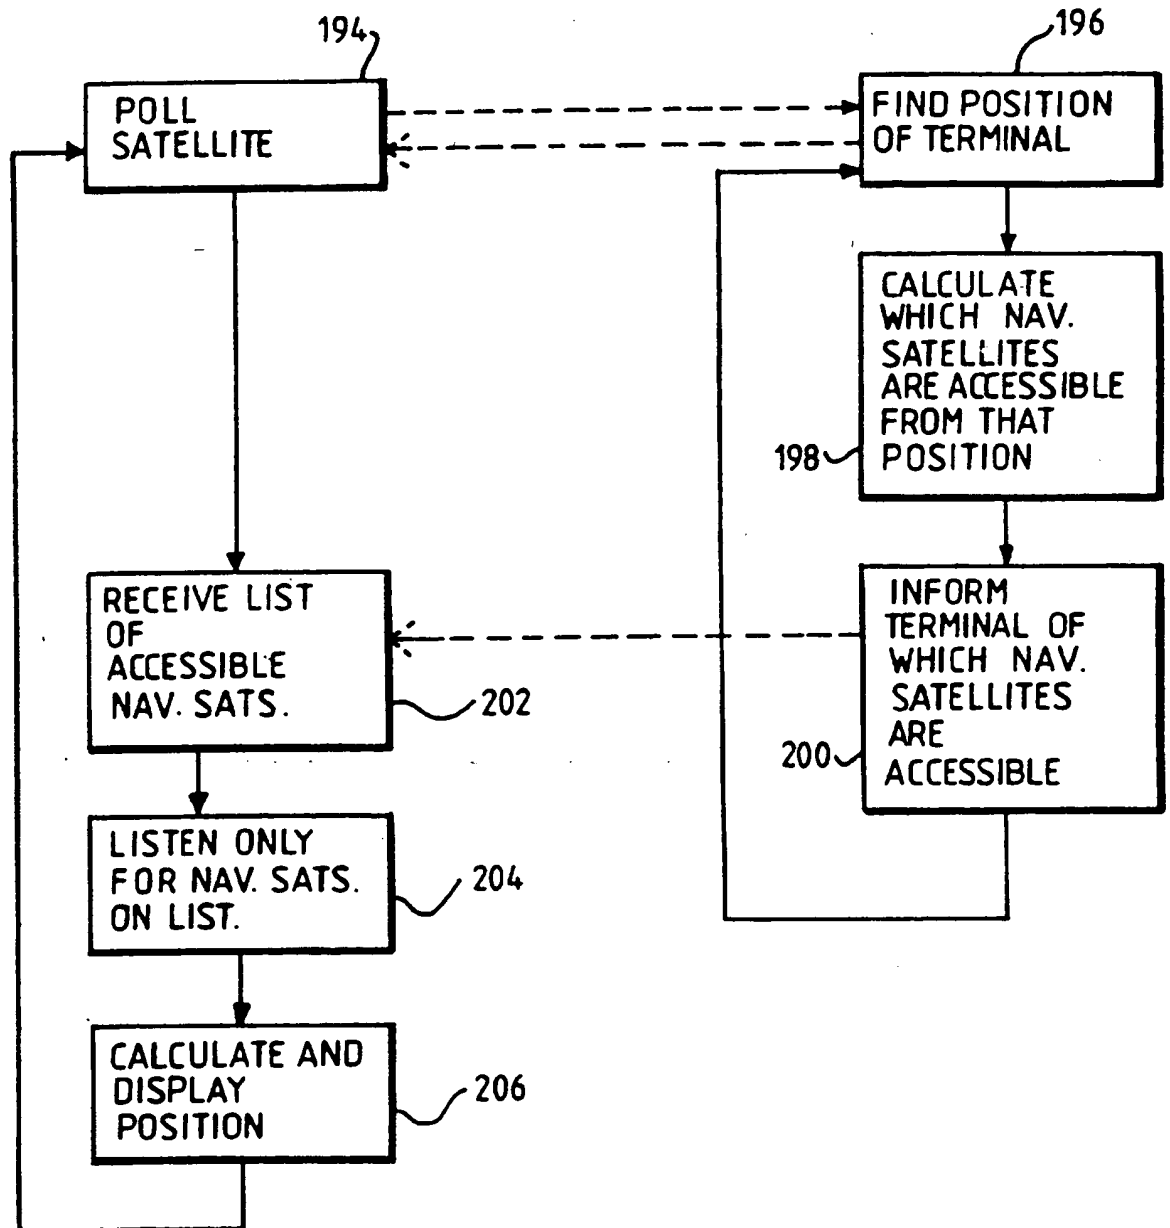 194
POLL
SATELLITE
196
FIND POSITION
OF TERMINAL
CALCULATE
WHICH NAV.
SATELLITES
ARE ACCESSIBLE
FROM THAT
POSITION
198
INFORM
TERMINAL OF
WHICH NAV.
SATELLITES
ARE
ACCESSIBLE
200
RECEIVE LIST
OF
ACCESSIBLE
NAV. SATS.
202
LISTEN ONLY
FOR NAV. SATS.
ON LIST.
204
CALCULATE AND
DISPLAY
POSITION
206